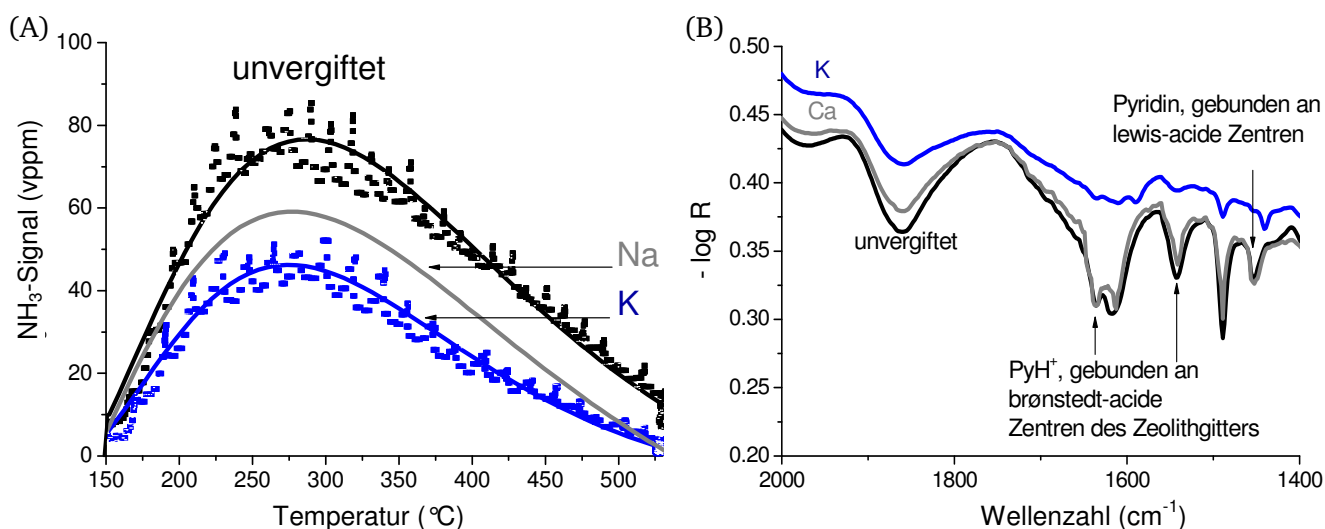 (A)
100
80
60
40
20
0
NH₃-Signal (vppm)
unvergiftet
Na
K
150 200 250 300 350 400 450 500
Temperatur (°C)
(B)
0.50
0.45
0.40
0.35
0.30
0.25
0.20
- log R
K
Ca
unvergiftet
Pyridin, gebunden an
lewis-acide Zentren
PyH⁺, gebunden an
brønstedt-acide
Zentren des Zeolithgitters
2000 1800 1600 1400
Wellenzahl (cm⁻¹)